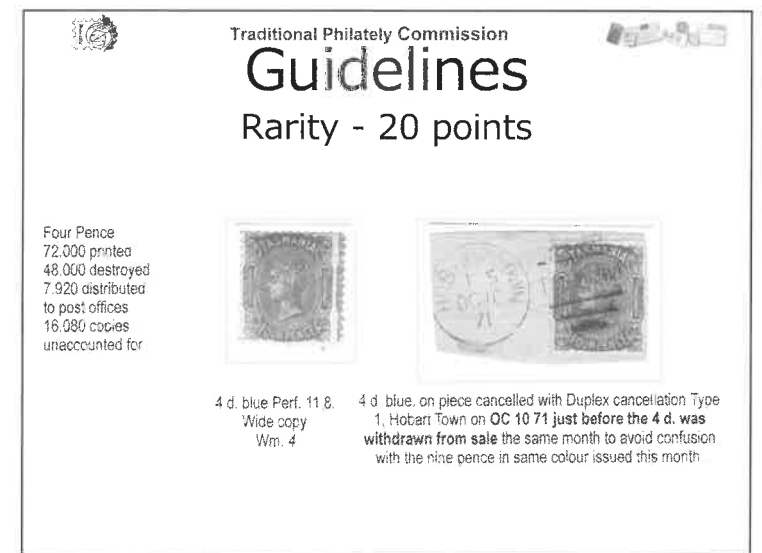 Traditional Philately Commission
Guidelines
Rarity - 20 points
Four Pence
72.000 printed
48.000 destroyed
7.920 distributed
to post offices
16.080 copies
unaccounted for
4 d. blue Perf. 11.8.
Wide copy
Wm. 4
4 d. blue. on piece cancelled with Duplex cancellation Type
1, Hobart Town on OC 10 71 just before the 4 d. was
withdrawn from sale the same month to avoid confusion
with the nine pence in same colour issued this month